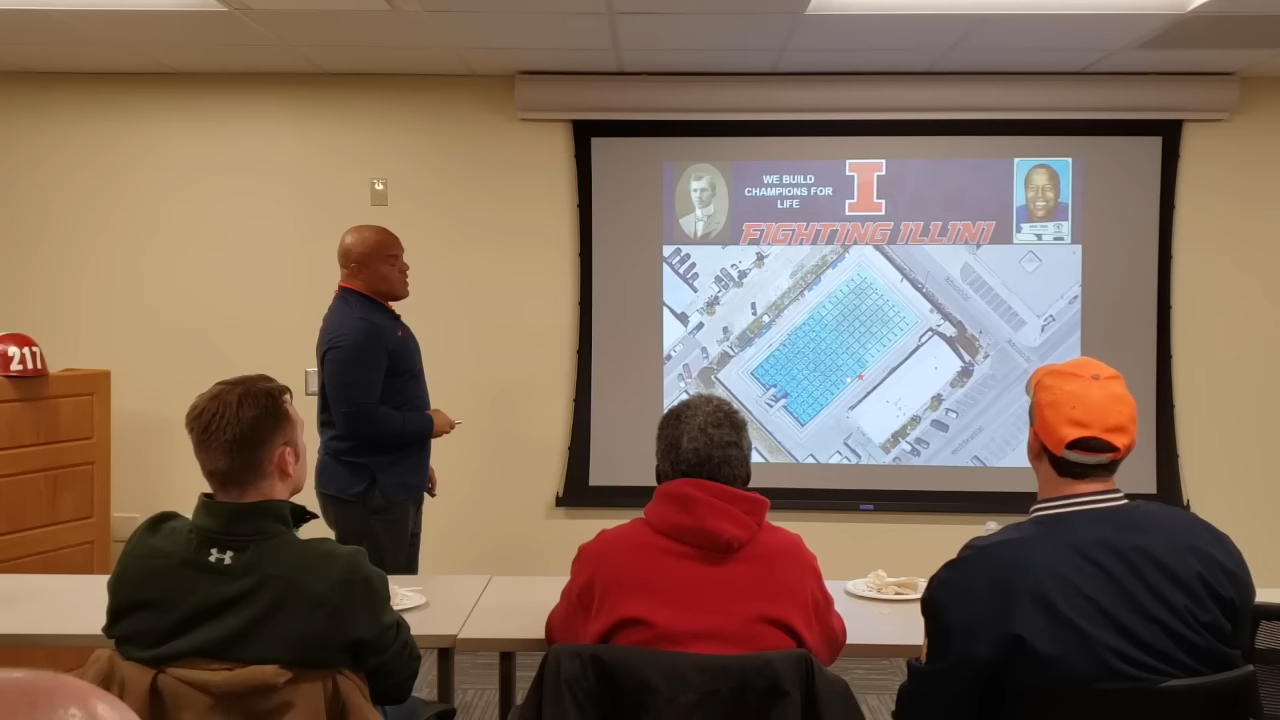 WE BUILD
CHAMPIONS FOR
LIFE
I
FIGHTING ILLINI
217